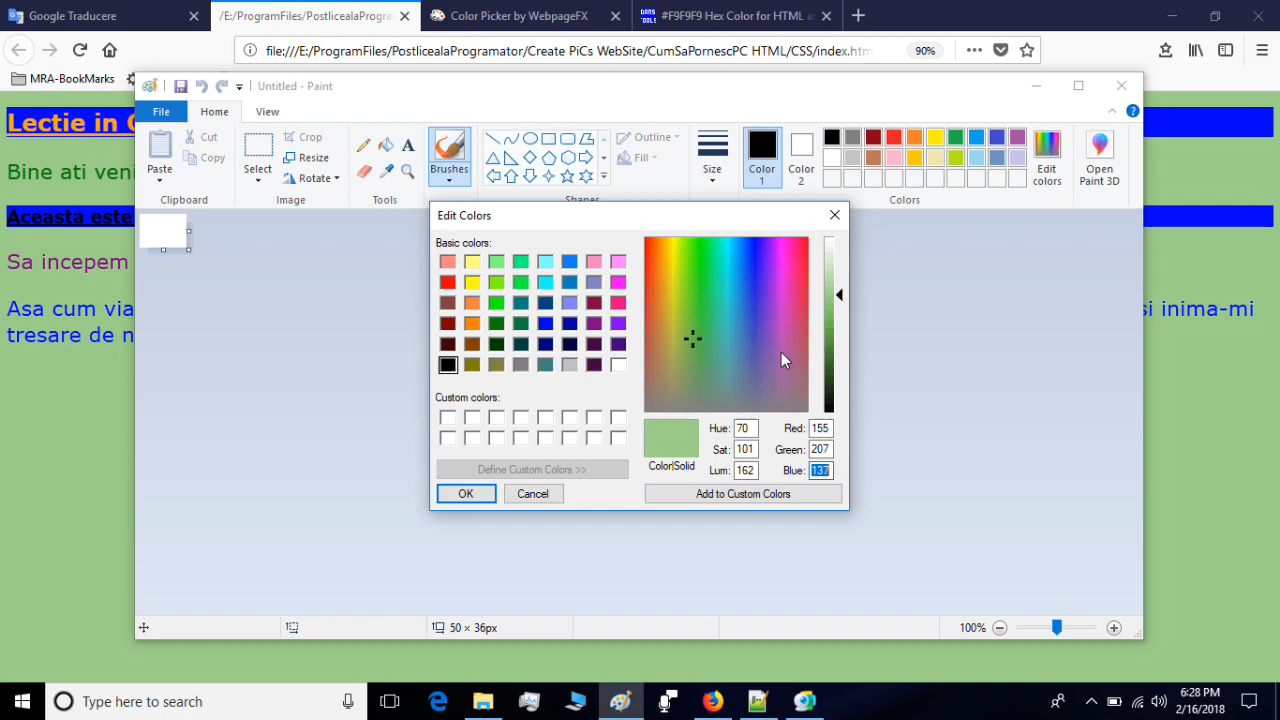 Google Traducere
/E:/ProgramFiles/PostlicealaProgra
Color Picker by WebpageFX
#F9F9F9 Hex Color for HTML a
file:///E:/ProgramFiles/PostlicealaProgramator/Create PiCs WebSite/CumSaPornescPC HTML/CSS/index.htm
90%
MRA-BookMarks
Untitled - Paint
File
Home
View
Paste
Cut
Copy
Clipboard
Select
Crop
Resize
Rotate
Image
Tools
Brushes
Outline
Fill
Shapes
Size
Color 1
Color 2
Colors
Edit colors
Open Paint 3D
Lectie in
Bine ati veni
Aceasta este
Sa incepem
Asa cum via
si inima-mi
tresare de n
Edit Colors
Basic colors:
Custom colors:
Define Custom Colors >>
OK
Cancel
Color|Solid
Hue: 70
Sat: 101
Lum: 162
Red: 155
Green: 207
Blue: 137
Add to Custom Colors
50 × 36px
100%
Type here to search
6:28 PM
2/16/2018